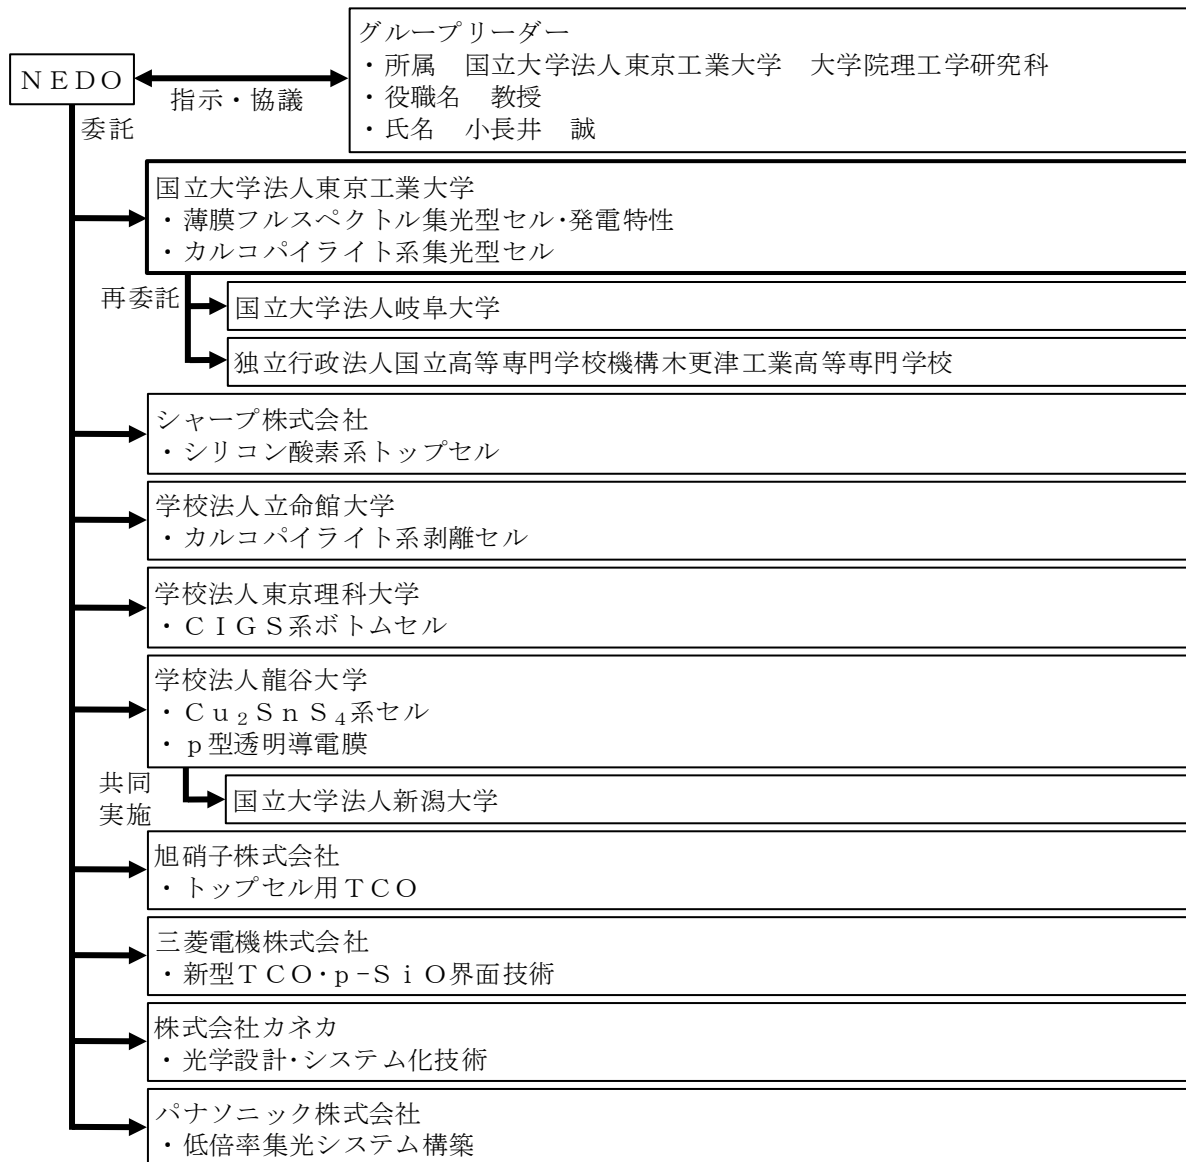 グループリーダー
・所属　国立大学法人東京工業大学　大学院理工学研究科
・役職名　教授
・氏名　小長井　誠
ＮＥＤＯ
指示・協議
委託
国立大学法人東京工業大学
・薄膜フルスペクトル集光型セル・発電特性
・カルコパイライト系集光型セル
再委託
国立大学法人岐阜大学
独立行政法人国立高等専門学校機構木更津工業高等専門学校
シャープ株式会社
・シリコン酸素系トップセル
学校法人立命館大学
・カルコパイライト系剥離セル
学校法人東京理科大学
・ＣＩＧＳ系ボトムセル
学校法人龍谷大学
・Ｃｕ₂ＳｎＳ₄系セル
・ｐ型透明導電膜
共同
実施
国立大学法人新潟大学
旭硝子株式会社
・トップセル用ＴＣＯ
三菱電機株式会社
・新型ＴＣＯ・ｐ-ＳｉＯ界面技術
株式会社カネカ
・光学設計・システム化技術
パナソニック株式会社
・低倍率集光システム構築